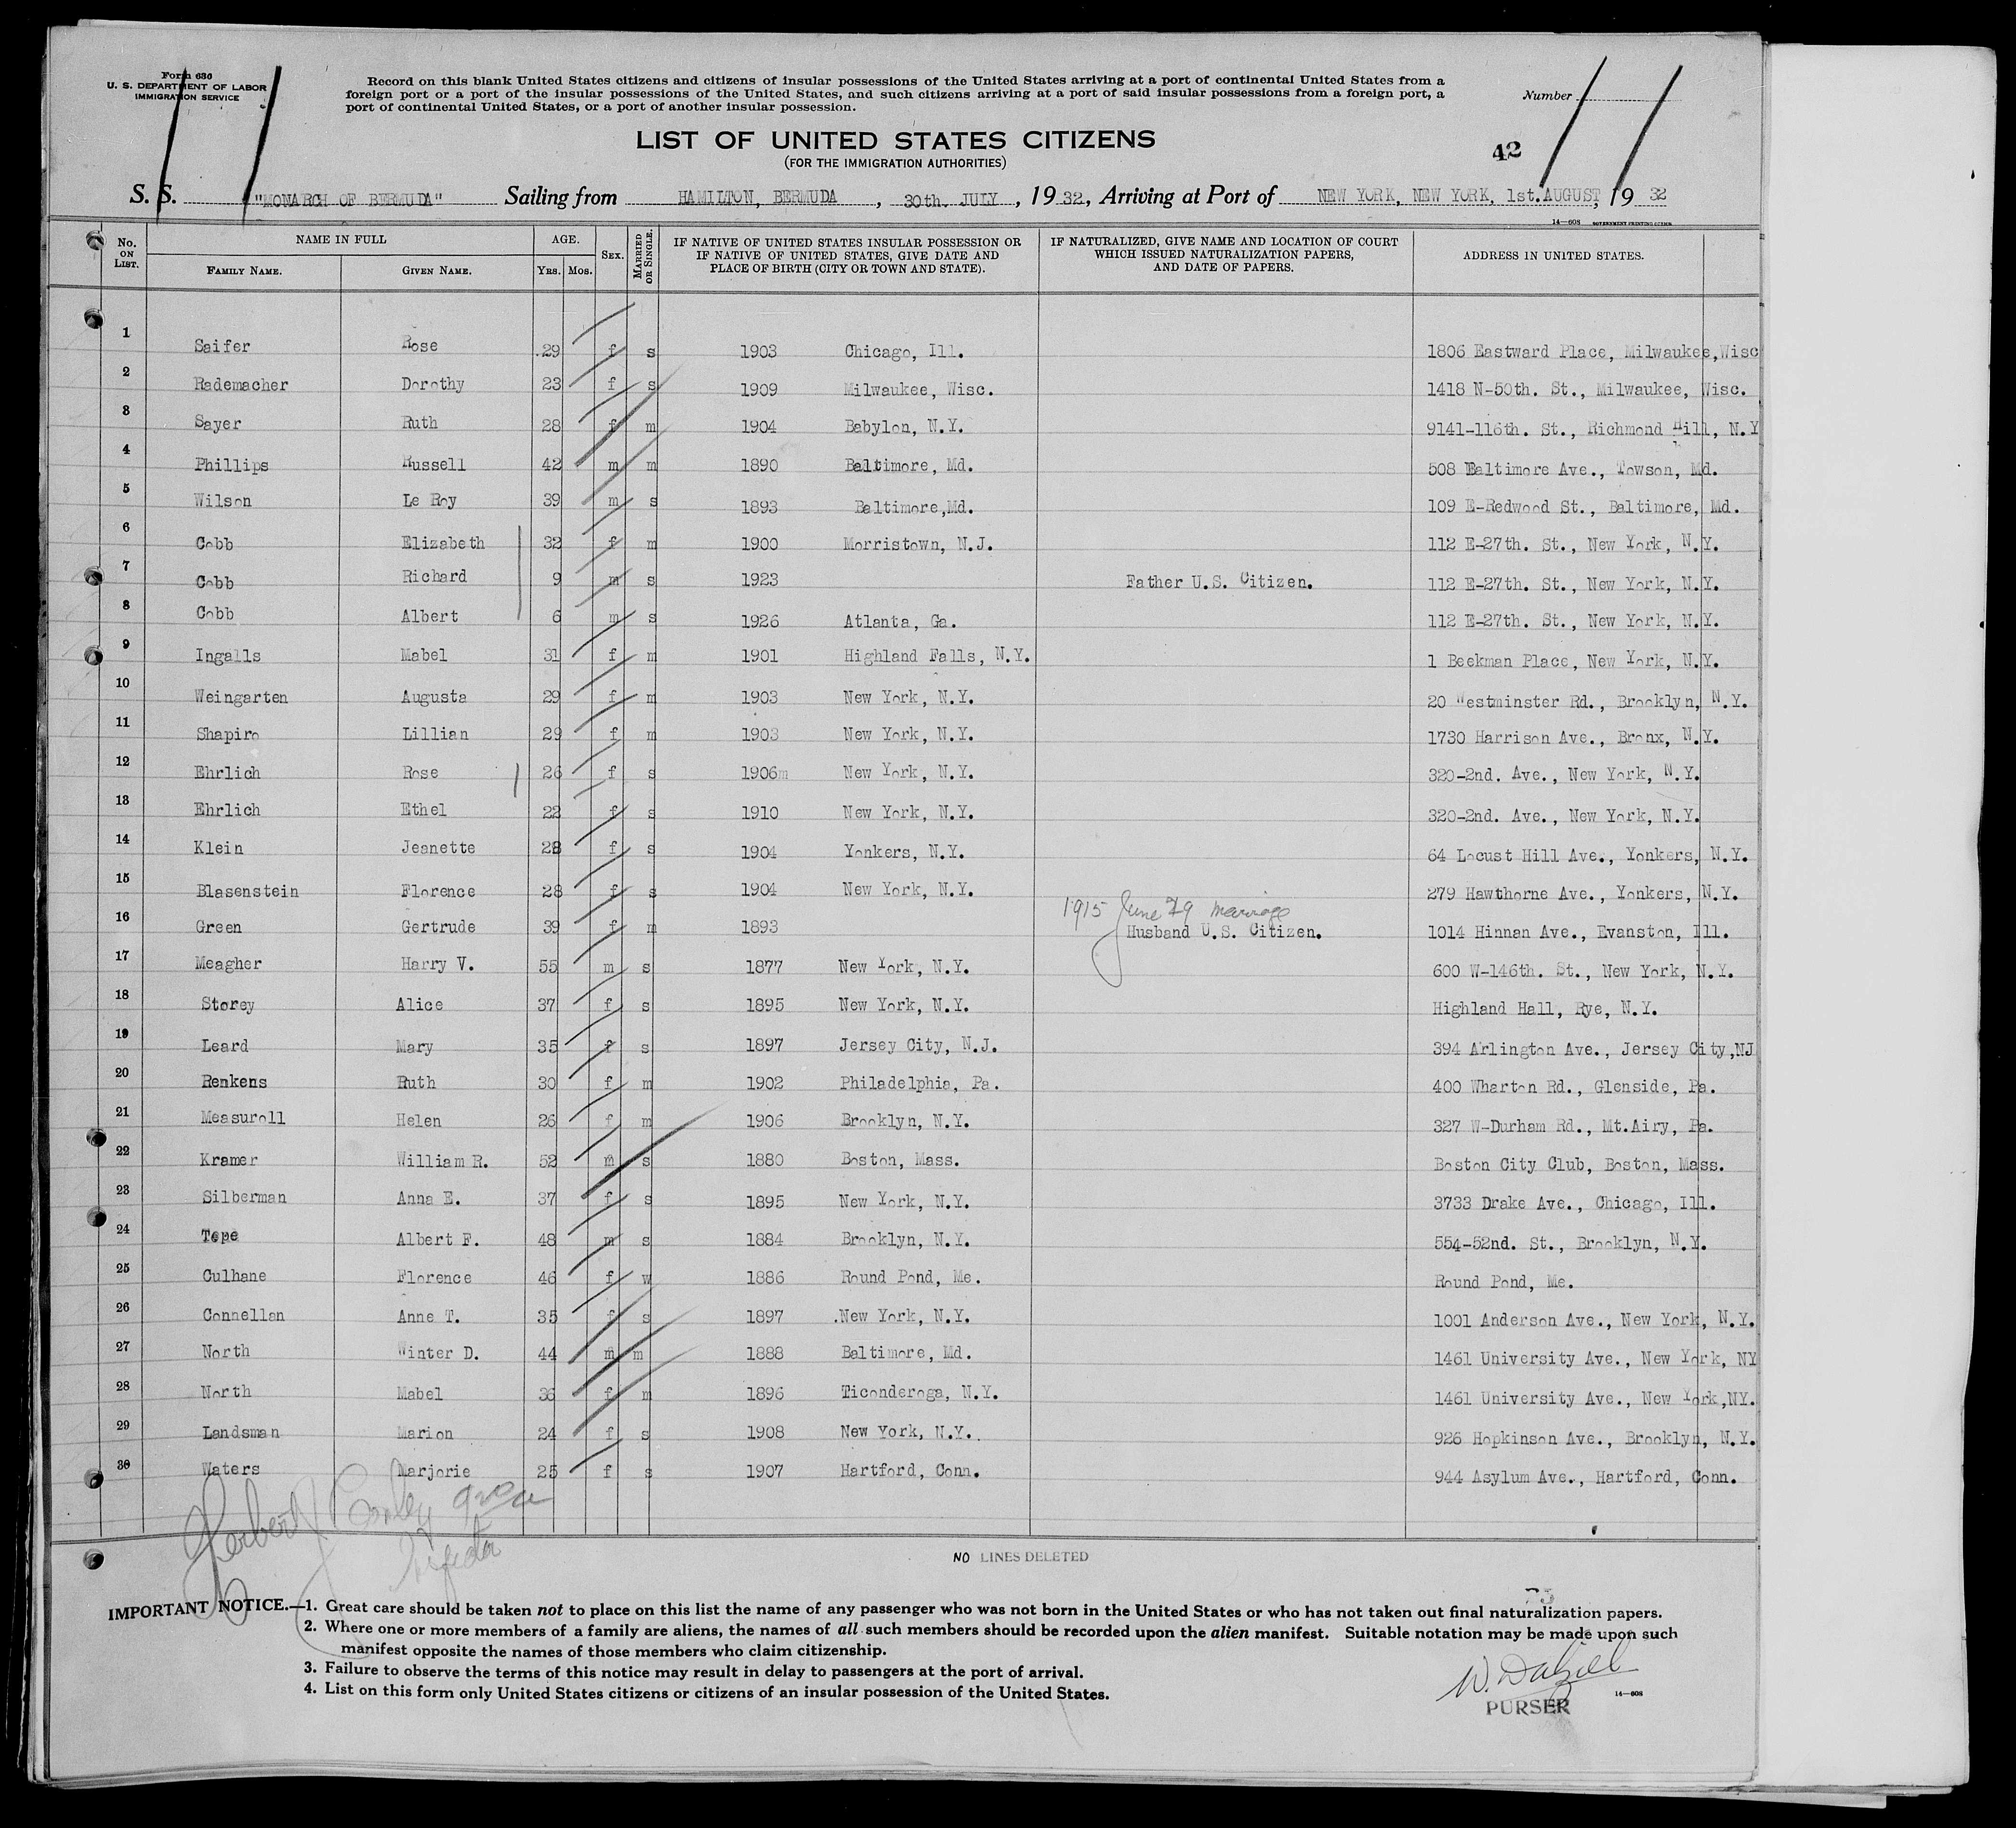 Form 630
U. S. DEPARTMENT OF LABOR
IMMIGRATION SERVICE
Record on this blank United States citizens and citizens of insular possessions of the United States arriving at a port of continental United States from a
foreign port or a port of the insular possessions of the United States, and such citizens arriving at a port of said insular possessions from a foreign port, a
port of continental United States, or a port of another insular possession.
Number
LIST OF UNITED STATES CITIZENS
(FOR THE IMMIGRATION AUTHORITIES)
42
S. S. "MONARCH OF BERMUDA" Sailing from HAMILTON, BERMUDA, 30th. JULY, 1932, Arriving at Port of NEW YORK, NEW YORK, 1st.AUGUST, 1932
14—608 GOVERNMENT PRINTING OFFICE
No. ON LIST. NAME IN FULL FAMILY NAME. GIVEN NAME. AGE. YRS. MOS. SEX. MARRIED OR SINGLE. IF NATIVE OF UNITED STATES INSULAR POSSESSION OR IF NATIVE OF UNITED STATES, GIVE DATE AND PLACE OF BIRTH (CITY OR TOWN AND STATE). IF NATURALIZED, GIVE NAME AND LOCATION OF COURT WHICH ISSUED NATURALIZATION PAPERS, AND DATE OF PAPERS. ADDRESS IN UNITED STATES.
1 Saifer Rose 29 f s 1903 Chicago, Ill. 1806 Eastward Place, Milwaukee,Wisc
2 Rademacher Dorothy 23 f s 1909 Milwaukee, Wisc. 1418 N-50th. St., Milwaukee, Wisc.
3 Sayer Ruth 28 f m 1904 Babylon, N.Y. 9141-116th. St., Richmond Hill, N.Y
4 Phillips Russell 42 m m 1890 Baltimore, Md. 508 Baltimore Ave., Towson, Md.
5 Wilson Le Roy 39 m s 1893 Baltimore,Md. 109 E-Redwood St., Baltimore, Md.
6 Cobb Elizabeth 32 f m 1900 Morristown, N.J. 112 E-27th. St., New York, N.Y.
7 Cobb Richard 9 m s 1923 Father U.S. Citizen. 112 E-27th. St., New York, N.Y.
8 Cobb Albert 6 m s 1926 Atlanta, Ga. 112 E-27th. St., New York, N.Y.
9 Ingalls Mabel 31 f m 1901 Highland Falls, N.Y. 1 Beekman Place, New York, N.Y.
10 Weingarten Augusta 29 f m 1903 New York, N.Y. 20 Westminster Rd., Brooklyn, N.Y.
11 Shapiro Lillian 29 f m 1903 New York, N.Y. 1730 Harrison Ave., Bronx, N.Y.
12 Ehrlich Rose 26 f s 1906m New York, N.Y. 320-2nd. Ave., New York, N.Y.
13 Ehrlich Ethel 22 f s 1910 New York, N.Y. 320-2nd. Ave., New York, N.Y.
14 Klein Jeanette 28 f s 1904 Yonkers, N.Y. 64 Locust Hill Ave., Yonkers, N.Y.
15 Blasenstein Florence 28 f s 1904 New York, N.Y. 279 Hawthorne Ave., Yonkers, N.Y.
1915 June 29 marriage
16 Green Gertrude 39 f m 1893 Husband U.S. Citizen. 1014 Hinnan Ave., Evanston, Ill.
17 Meagher Harry V. 55 m s 1877 New York, N.Y. 600 W-146th. St., New York, N.Y.
18 Storey Alice 37 f s 1895 New York, N.Y. Highland Hall, Rye, N.Y.
19 Leard Mary 35 f s 1897 Jersey City, N.J. 394 Arlington Ave., Jersey City,NJ
20 Renkens Ruth 30 f m 1902 Philadelphia, Pa. 400 Wharton Rd., Glenside, Pa.
21 Measuroll Helen 26 f m 1906 Brooklyn, N.Y. 327 W-Durham Rd., Mt.Airy, Pa.
22 Kramer William R. 52 m s 1880 Boston, Mass. Boston City Club, Boston, Mass.
23 Silberman Anna E. 37 f s 1895 New York, N.Y. 3733 Drake Ave., Chicago, Ill.
24 Tepe Albert F. 48 m s 1884 Brooklyn, N.Y. 554-52nd. St., Brooklyn, N.Y.
25 Culhane Florence 46 f w 1886 Round Pond, Me. Round Pond, Me.
26 Connellan Anne T. 35 f s 1897 .New York, N.Y. 1001 Anderson Ave., New York, N.Y.
27 North Winter D. 44 m m 1888 Baltimore, Md. 1461 University Ave., New York, NY
28 North Mabel 36 f m 1896 Ticonderoga, N.Y. 1461 University Ave., New York,NY.
29 Landsman Marion 24 f s 1908 New York, N.Y. 926 Hopkinson Ave., Brooklyn, N.Y.
30 Waters Marjorie 25 f s 1907 Hartford, Conn. 944 Asylum Ave., Hartford, Conn.
Herbert
NO LINES DELETED
IMPORTANT NOTICE.—1. Great care should be taken not to place on this list the name of any passenger who was not born in the United States or who has not taken out final naturalization papers.
2. Where one or more members of a family are aliens, the names of all such members should be recorded upon the alien manifest. Suitable notation may be made upon such
manifest opposite the names of those members who claim citizenship.
3. Failure to observe the terms of this notice may result in delay to passengers at the port of arrival.
4. List on this form only United States citizens or citizens of an insular possession of the United States.
W. Dalziel
PURSER
14—608